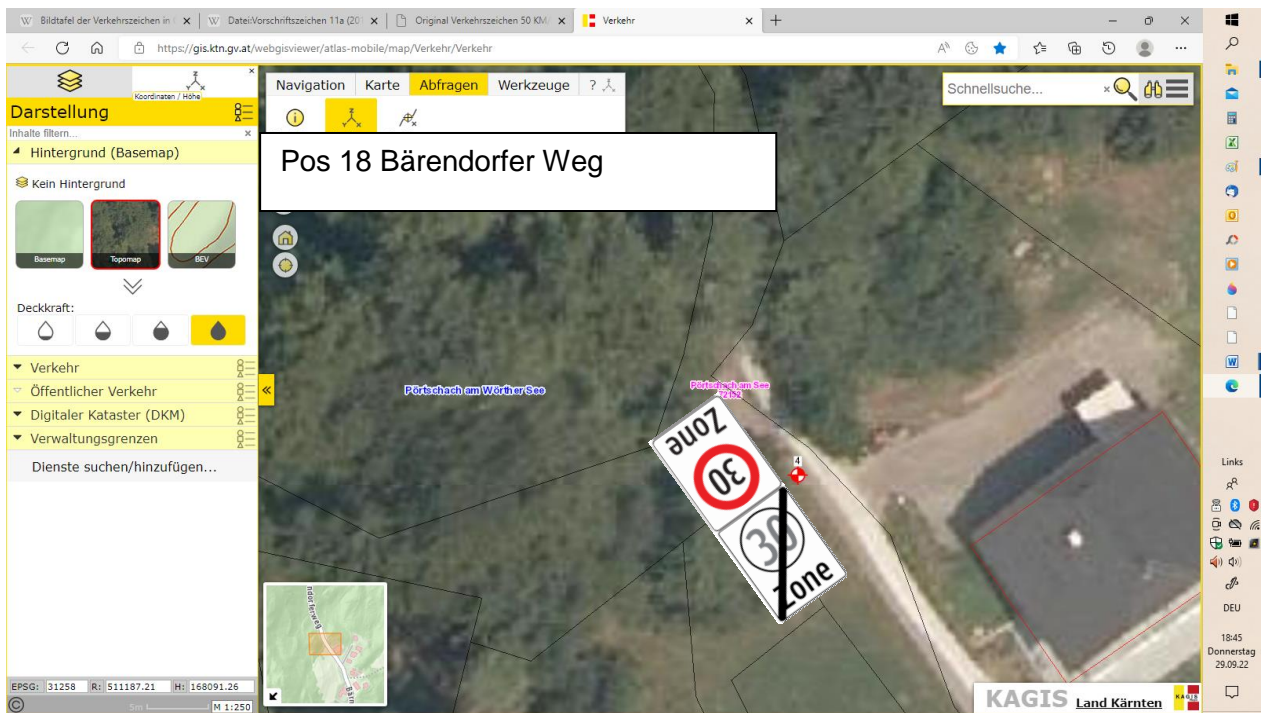 Bildtafel der Verkehrszeichen in
Datei:Vorschriftszeichen 11a (20
Original Verkehrszeichen 50 KM
Verkehr
https://gis.ktn.gv.at/webgisviewer/atlas-mobile/map/Verkehr/Verkehr
Koordinaten / Höhe
Navigation Karte Abfragen Werkzeuge ?
Schnellsuche...
Darstellung
Inhalte filtern...
Hintergrund (Basemap)
Kein Hintergrund
Basemap Topomap BEV
Deckkraft:
Verkehr
Öffentlicher Verkehr
Digitaler Kataster (DKM)
Verwaltungsgrenzen
Dienste suchen/hinzufügen...
Pos 18 Bärendorfer Weg
Pörtschach am Wörther See
Pörtschach am See
72152
4
Zone
30
30
Zone
ndorferweg
Bärn
EPSG: 31258 R: 511187.21 H: 168091.26
5m
M 1:250
KAGIS Land Kärnten
KAGIS
Links
DEU
18:45
Donnerstag
29.09.22